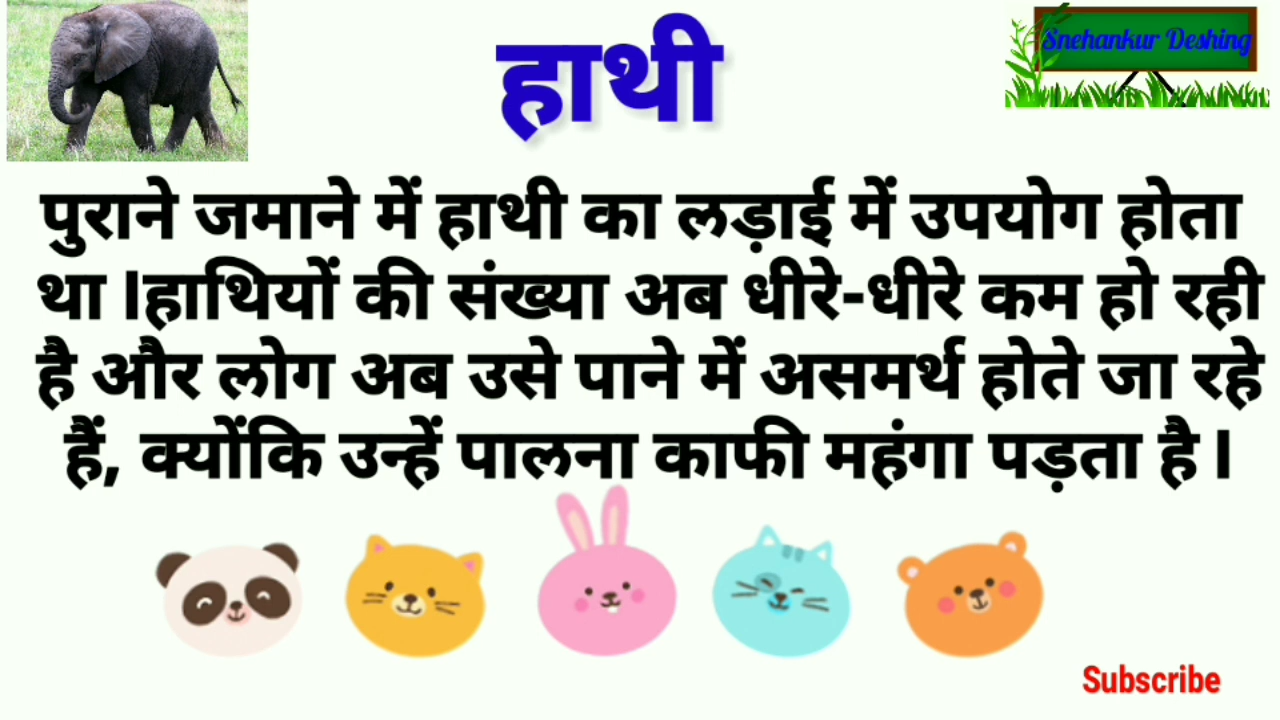 हाथी
Snehankur Deshing
पुराने जमाने में हाथी का लड़ाई में उपयोग होता
था ।हाथियों की संख्या अब धीरे-धीरे कम हो रही
है और लोग अब उसे पाने में असमर्थ होते जा रहे
हैं, क्योंकि उन्हें पालना काफी महंगा पड़ता है ।
Subscribe